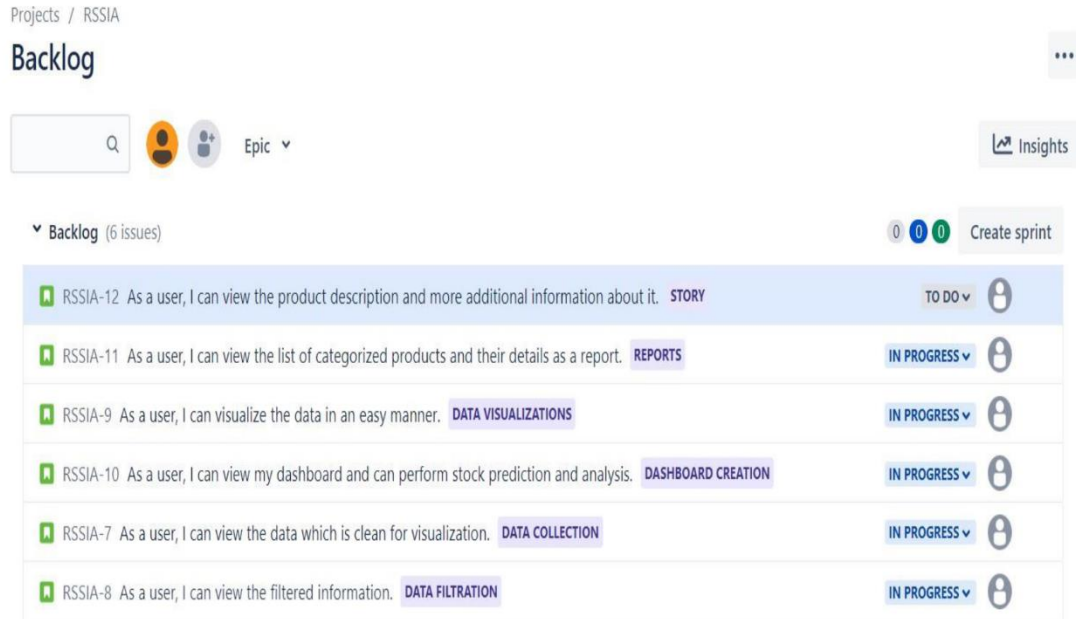 Projects / RSSIA
Backlog
Epic
Insights
Backlog (6 issues) 0 0 0 Create sprint
RSSIA-12 As a user, I can view the product description and more additional information about it. STORY TO DO
RSSIA-11 As a user, I can view the list of categorized products and their details as a report. REPORTS IN PROGRESS
RSSIA-9 As a user, I can visualize the data in an easy manner. DATA VISUALIZATIONS IN PROGRESS
RSSIA-10 As a user, I can view my dashboard and can perform stock prediction and analysis. DASHBOARD CREATION IN PROGRESS
RSSIA-7 As a user, I can view the data which is clean for visualization. DATA COLLECTION IN PROGRESS
RSSIA-8 As a user, I can view the filtered information. DATA FILTRATION IN PROGRESS